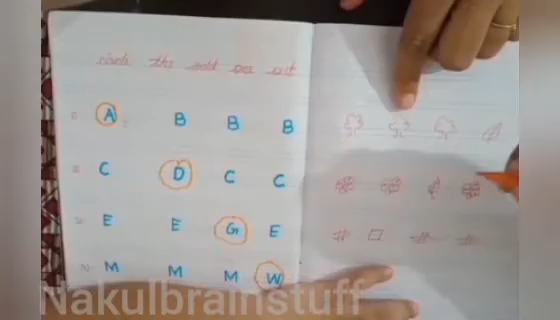 circle the odd one out
A B B B
C D C C
E E G E
M M M W
Nakulbrainstuff